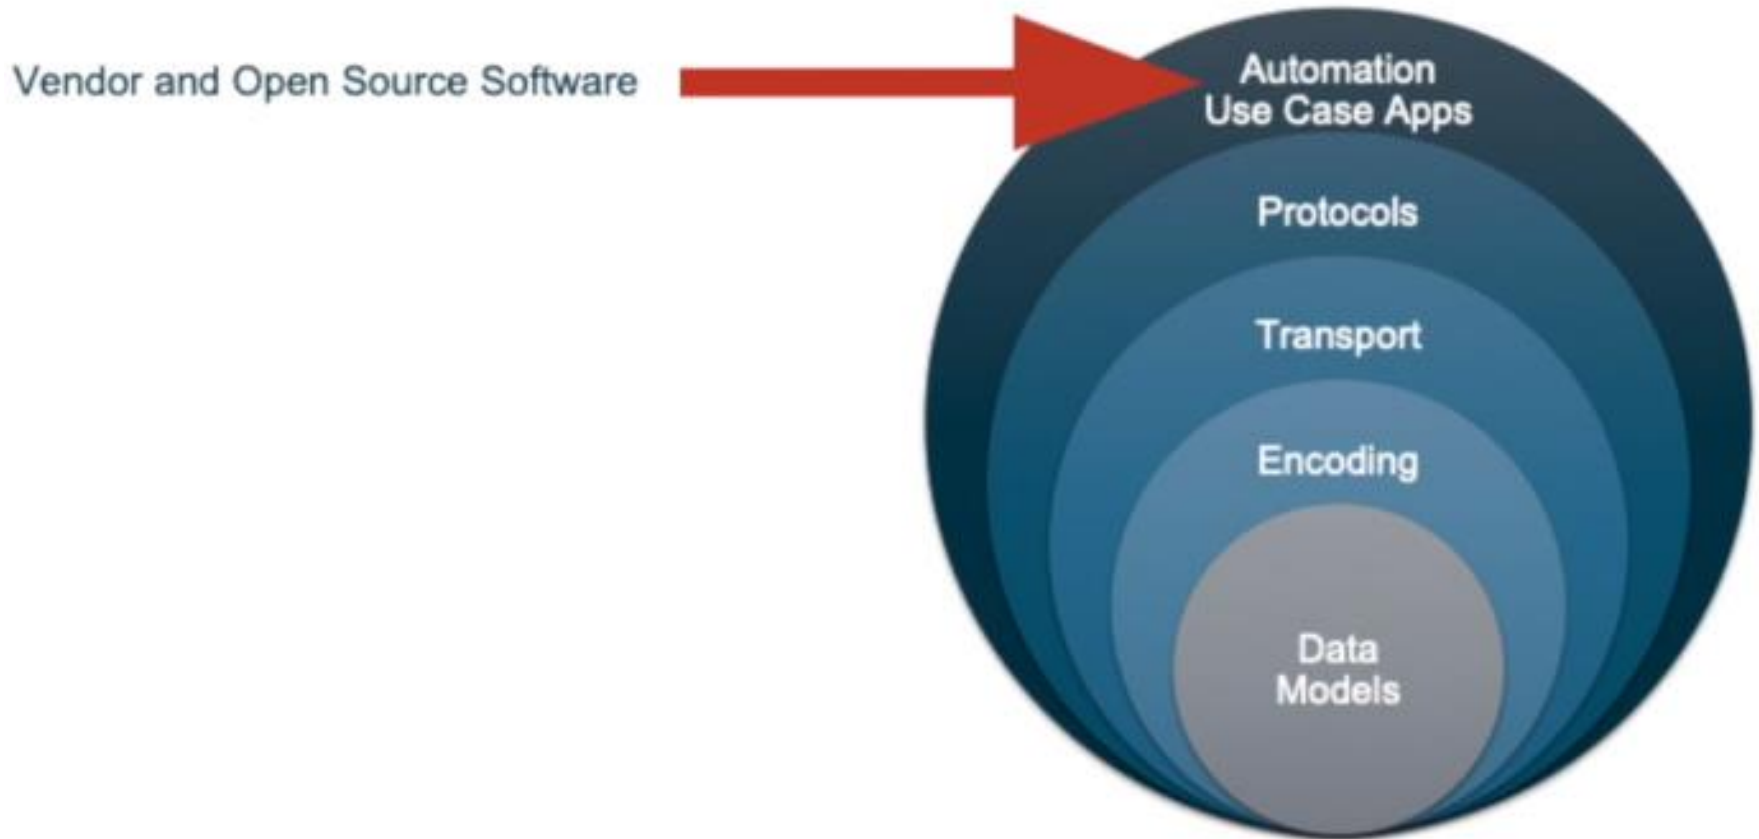 Vendor and Open Source Software
Automation
Use Case Apps
Protocols
Transport
Encoding
Data
Models